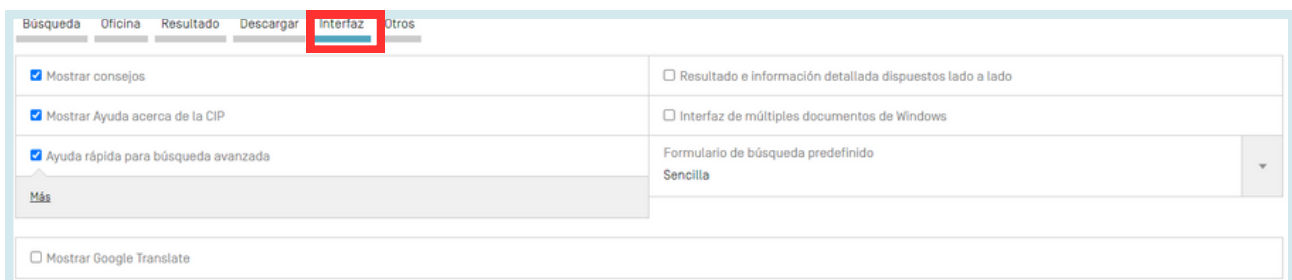 Búsqueda Oficina Resultado Descargar Interfaz Otros
Mostrar consejos
Resultado e información detallada dispuestos lado a lado
Mostrar Ayuda acerca de la CIP
Interfaz de múltiples documentos de Windows
Ayuda rápida para búsqueda avanzada
Formulario de búsqueda predefinido
Sencilla
Más
Mostrar Google Translate